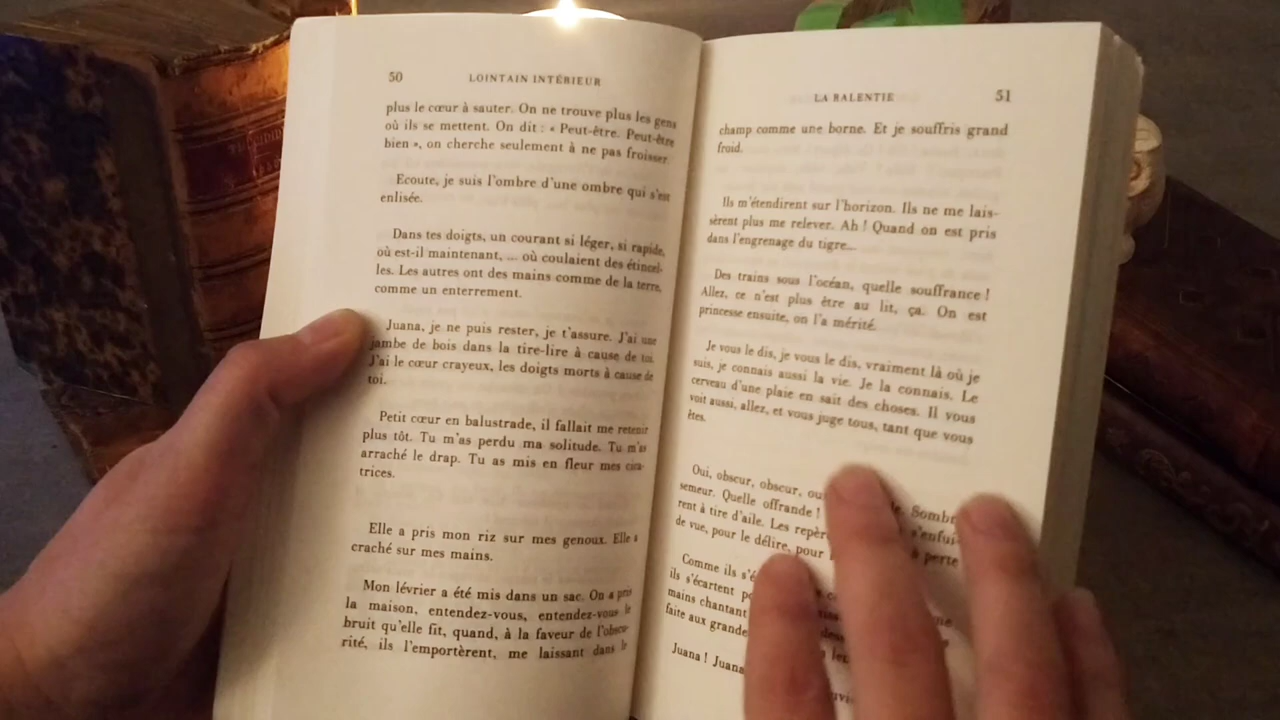 50
LOINTAIN INTÉRIEUR
plus le cœur à sauter. On ne trouve plus les gens
où ils se mettent. On dit : « Peut-être. Peut-être
bien », on cherche seulement à ne pas froisser.
Ecoute, je suis l'ombre d'une ombre qui s'est
enlisée.
Dans tes doigts, un courant si léger, si rapide,
où est-il maintenant, ... où coulaient des étincel-
les. Les autres ont des mains comme de la terre,
comme un enterrement.
Juana, je ne puis rester, je t'assure. J'ai une
jambe de bois dans la tire-lire à cause de toi.
J'ai le cœur crayeux, les doigts morts à cause de
toi.
Petit cœur en balustrade, il fallait me retenir
plus tôt. Tu m'as perdu ma solitude. Tu m'as
arraché le drap. Tu as mis en fleur mes cica-
trices.
Elle a pris mon riz sur mes genoux. Elle a
craché sur mes mains.
Mon lévrier a été mis dans un sac. On a pris
la maison, entendez-vous, entendez-vous le
bruit qu'elle fit, quand, à la faveur de l'obscu-
rité, ils l'emportèrent, me laissant dans le
LA RALENTIE
51
champ comme une borne. Et je souffris grand
froid.
Ils m'étendirent sur l'horizon. Ils ne me lais-
sèrent plus me relever. Ah ! Quand on est pris
dans l'engrenage du tigre...
Des trains sous l'océan, quelle souffrance !
Allez, ce n'est plus être au lit, ça. On est
princesse ensuite, on l'a mérité.
Je vous le dis, je vous le dis, vraiment là où je
suis, je connais aussi la vie. Je la connais. Le
cerveau d'une plaie en sait des choses. Il vous
voit aussi, allez, et vous juge tous, tant que vous
êtes.
Oui, obscur, obscur, Sombre
semeur. Quelle offrande ! s'enfui-
rent à tire d'aile. Les à perte
de vue, pour le délire, pour
Comme ils
ils s'écartent
mains chantant
faite aux
Juana ! Juana